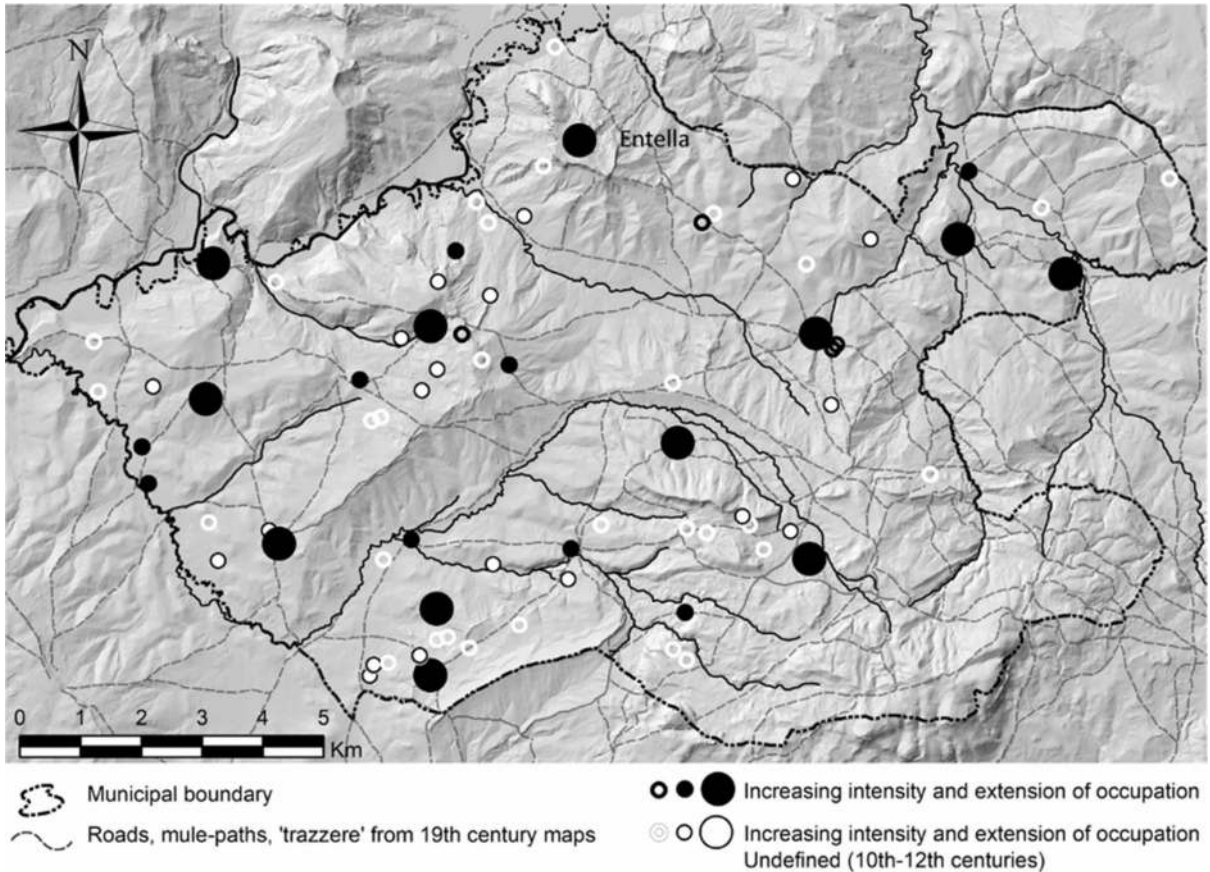 N
Entella
0 1 2 3 4 5
Km
Municipal boundary
Roads, mule-paths, 'trazzere' from 19th century maps
Increasing intensity and extension of occupation
Increasing intensity and extension of occupation
Undefined (10th-12th centuries)